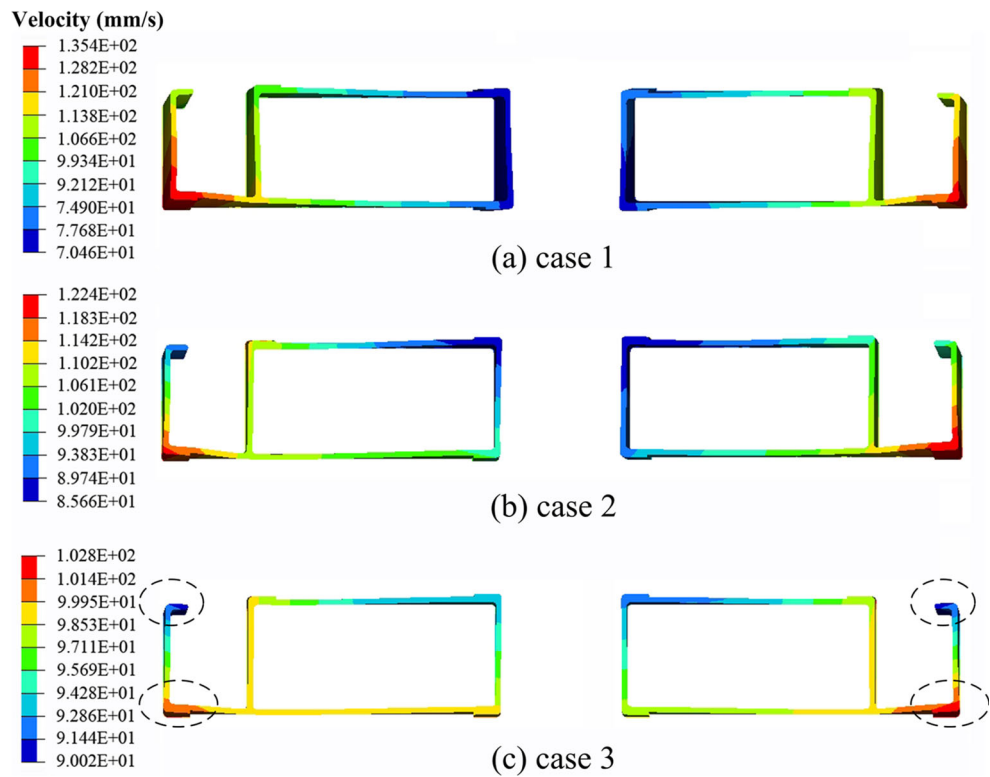 Velocity (mm/s)
1.354E+02
1.282E+02
1.210E+02
1.138E+02
1.066E+02
9.934E+01
9.212E+01
7.490E+01
7.768E+01
7.046E+01
(a) case 1
1.224E+02
1.183E+02
1.142E+02
1.102E+02
1.061E+02
1.020E+02
9.979E+01
9.383E+01
8.974E+01
8.566E+01
(b) case 2
1.028E+02
1.014E+02
9.995E+01
9.853E+01
9.711E+01
9.569E+01
9.428E+01
9.286E+01
9.144E+01
9.002E+01
(c) case 3